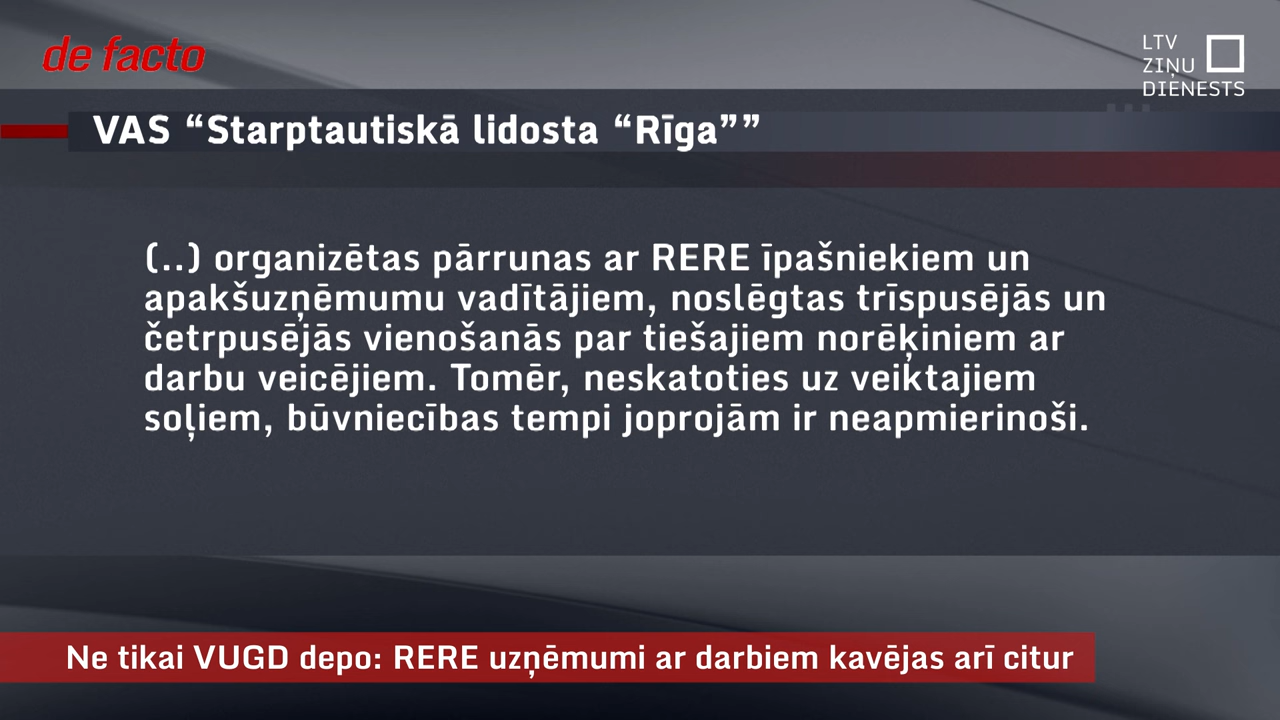 de facto
LTV
ZIŅU
DIENESTS
VAS “Starptautiskā lidosta “Rīga””
(..) organizētas pārrunas ar RERE īpašniekiem un
apakšuzņēmumu vadītājiem, noslēgtas trīspusējās un
četrpusējās vienošanās par tiešajiem norēķiniem ar
darbu veicējiem. Tomēr, neskatoties uz veiktajiem
soļiem, būvniecības tempi joprojām ir neapmierinoši.
Ne tikai VUGD depo: RERE uzņēmumi ar darbiem kavējas arī citur